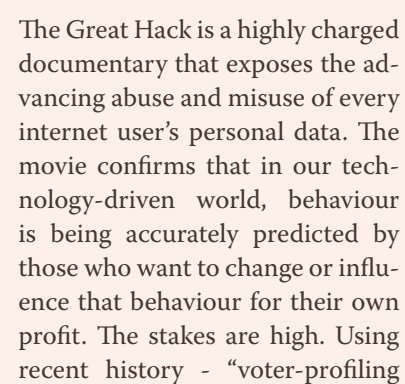 The Great Hack is a highly charged
documentary that exposes the ad-
vancing abuse and misuse of every
internet user’s personal data. The
movie confirms that in our tech-
nology-driven world, behaviour
is being accurately predicted by
those who want to change or influ-
ence that behaviour for their own
profit. The stakes are high. Using
recent history - “voter-profiling